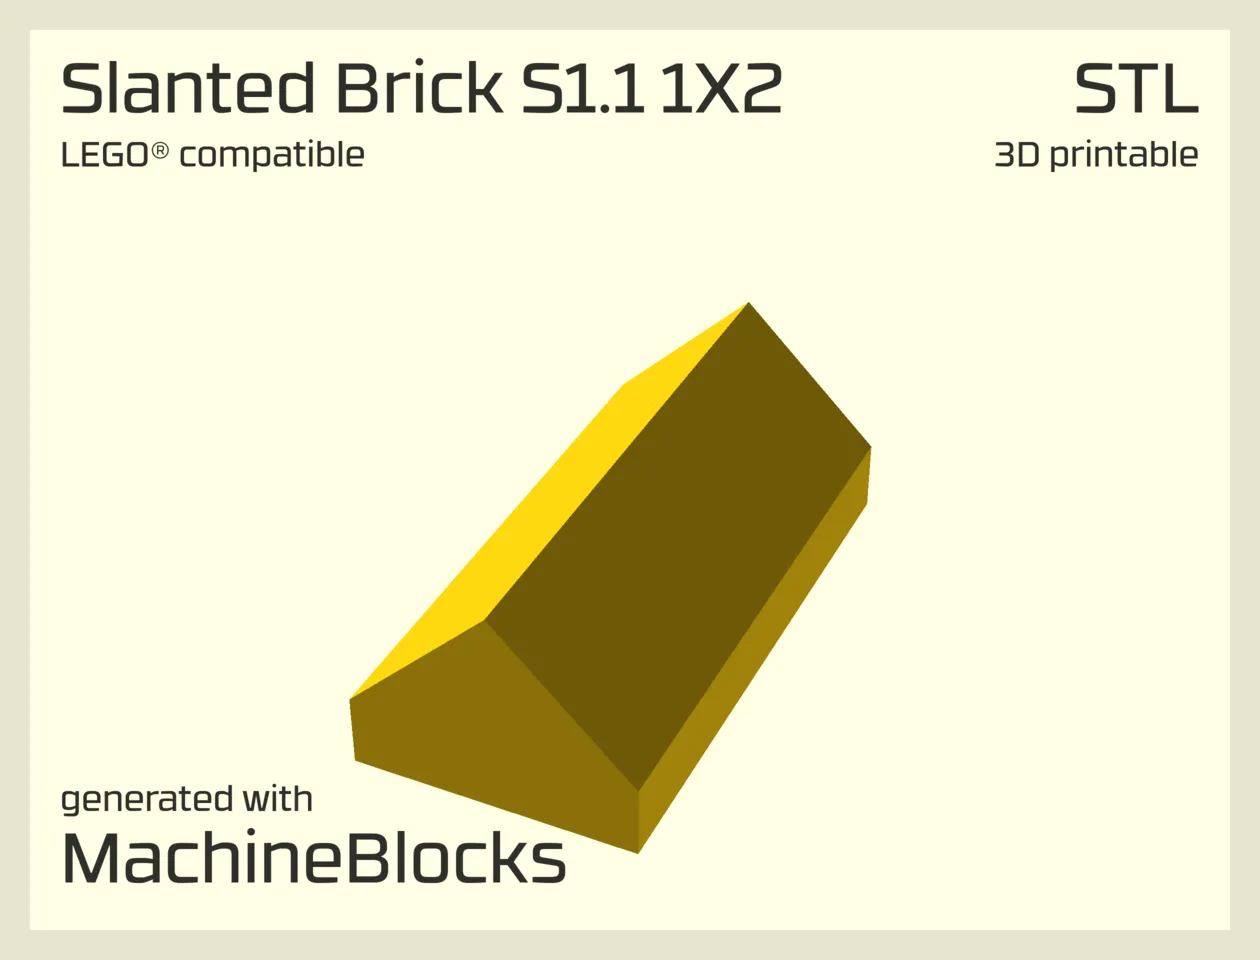 Slanted Brick S1.1 1X2
STL
LEGO® compatible
3D printable
generated with
MachineBlocks